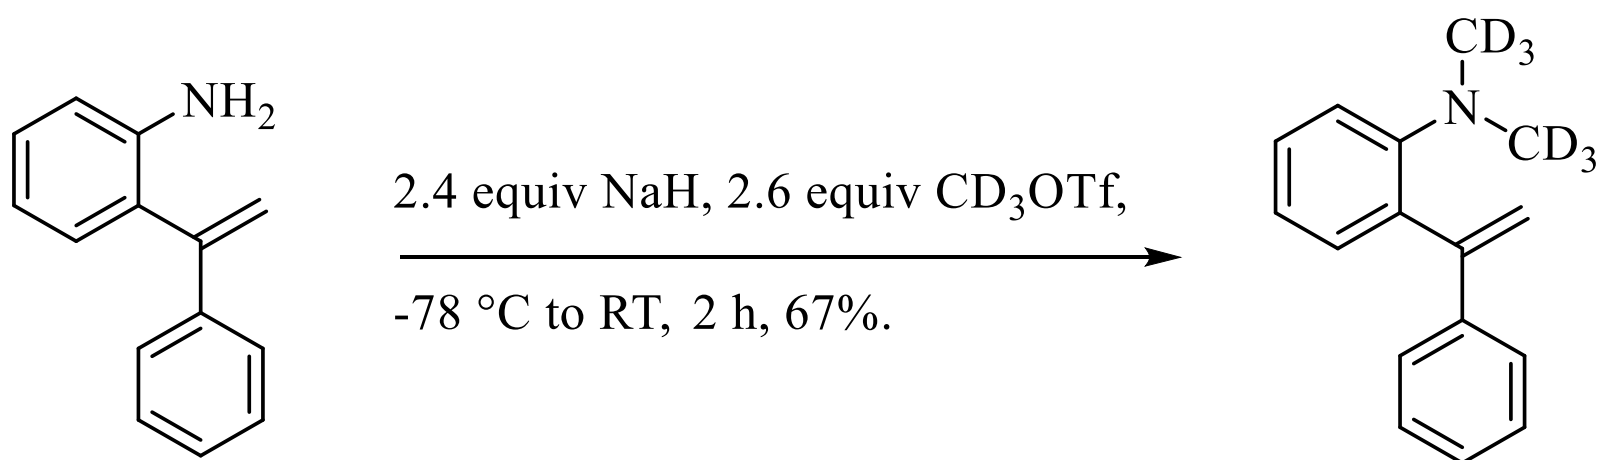 NH₂
2.4 equiv NaH, 2.6 equiv CD₃OTf,
-78 °C to RT, 2 h, 67%.
CD₃
N
CD₃